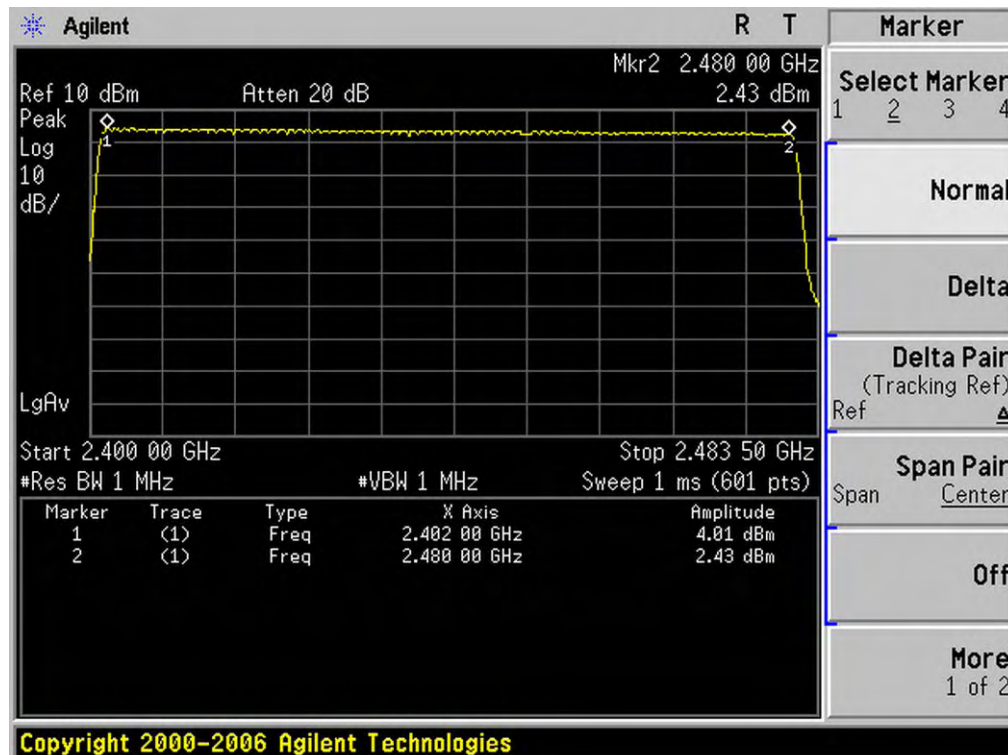 Agilent R T
Mkr2 2.480 00 GHz
Ref 10 dBm Atten 20 dB 2.43 dBm
Peak
Log
10
dB/
1
2
LgAv
Start 2.400 00 GHz Stop 2.483 50 GHz
#Res BW 1 MHz #VBW 1 MHz Sweep 1 ms (601 pts)
Marker Trace Type X Axis Amplitude
1 (1) Freq 2.402 00 GHz 4.01 dBm
2 (1) Freq 2.480 00 GHz 2.43 dBm
Copyright 2000-2006 Agilent Technologies
Marker
Select Marker
1 2 3 4
Normal
Delta
Delta Pair
(Tracking Ref)
Ref Δ
Span Pair
Span Center
Off
More
1 of 2